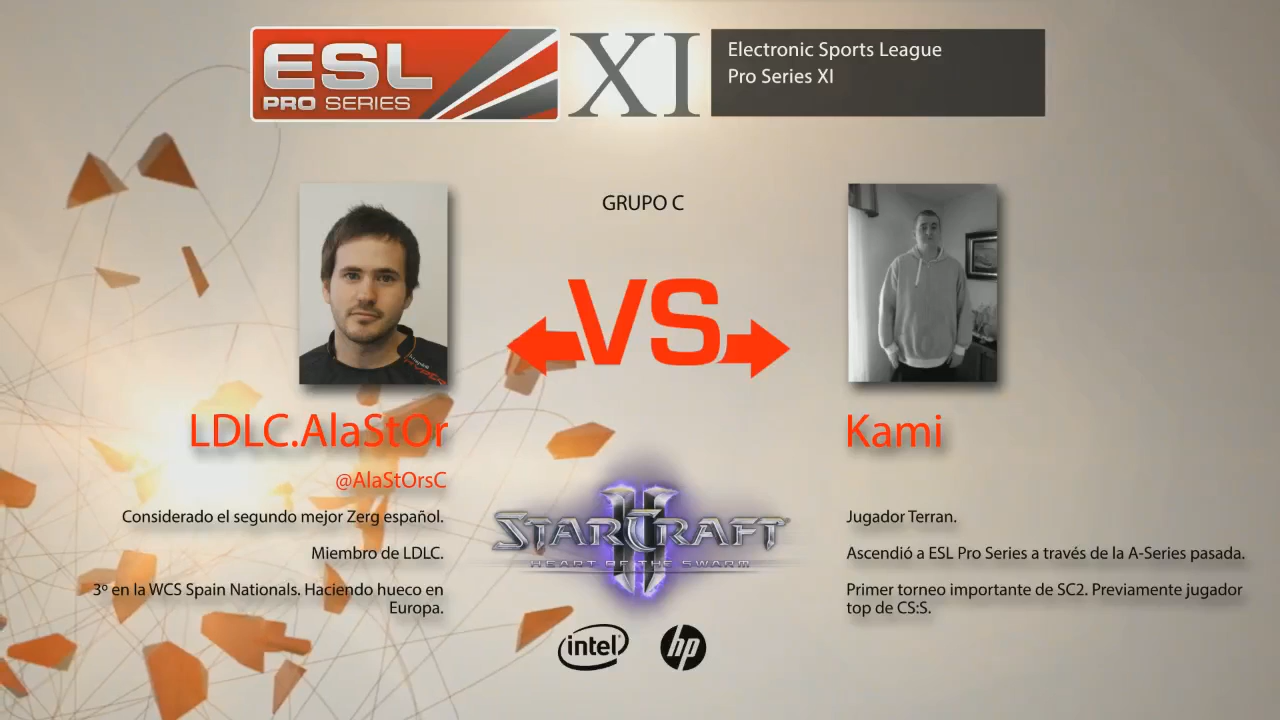 ESL
PRO SERIES
XI
Electronic Sports League
Pro Series XI
GRUPO C
VS
LDLC.AlaStOr
@AlaStOrsC
Considerado el segundo mejor Zerg español.
Miembro de LDLC.
3º en la WCS Spain Nationals. Haciendo hueco en
Europa.
Kami
Jugador Terran.
Ascendió a ESL Pro Series a través de la A-Series pasada.
Primer torneo importante de SC2. Previamente jugador
top de CS:S.
STARCRAFT
II
HEART OF THE SWARM
intel
hp